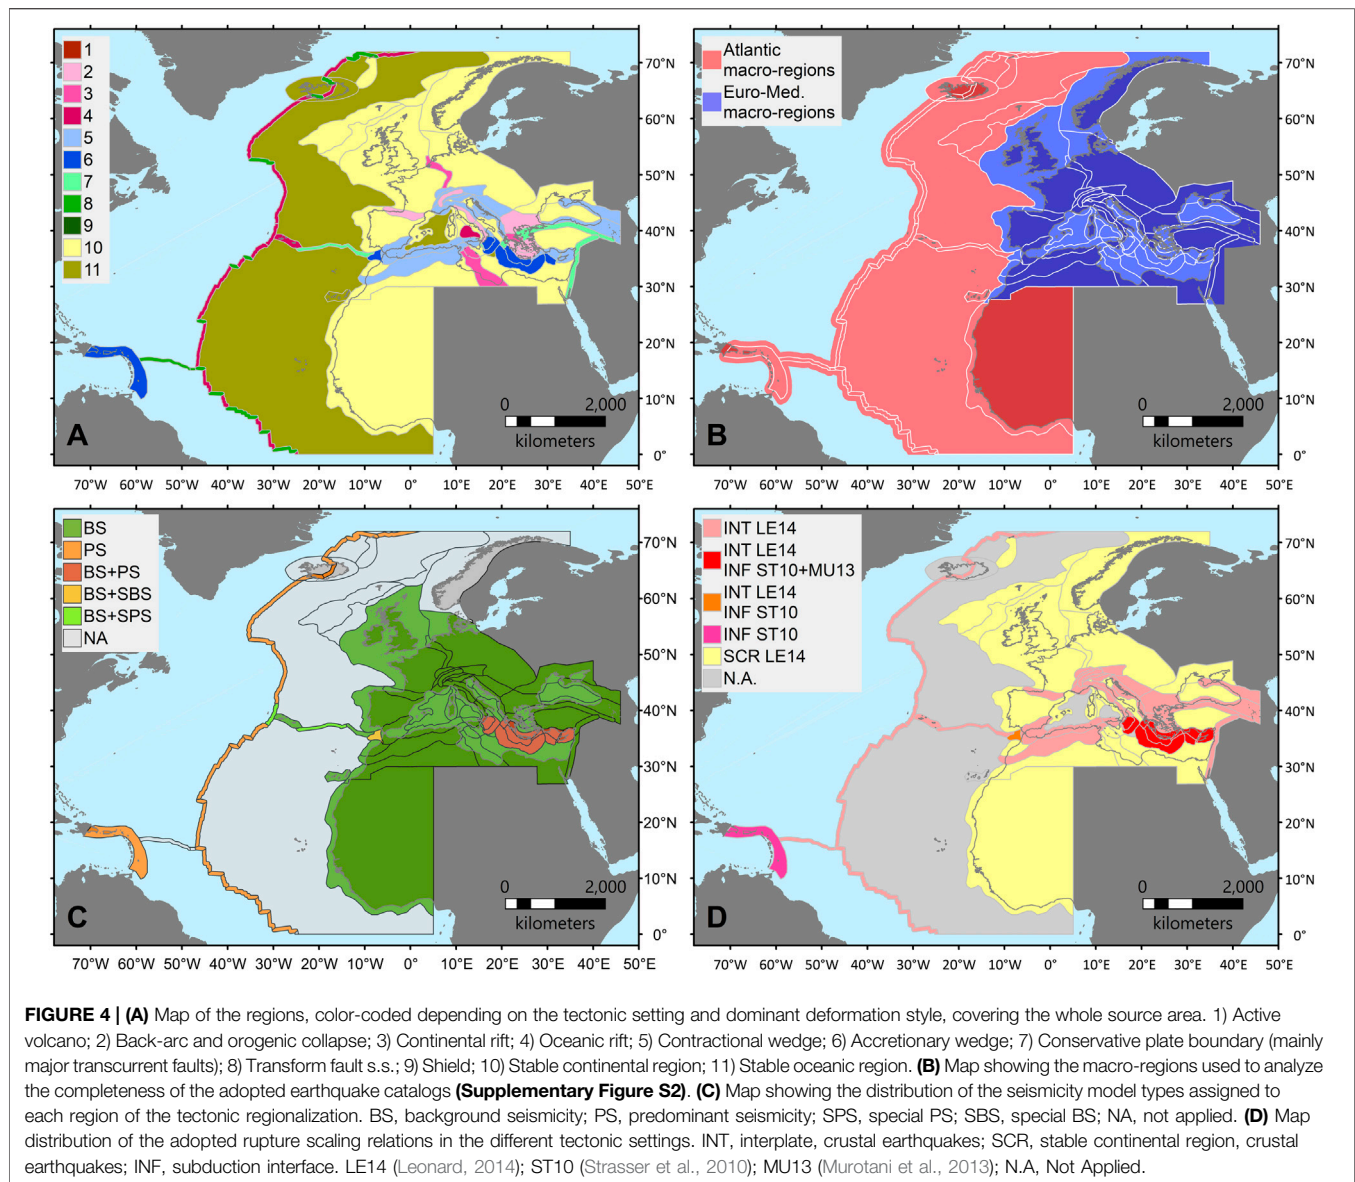 1
2
3
4
5
6
7
8
9
10
11
A
0 2,000
kilometers
70°N
60°N
50°N
40°N
30°N
20°N
10°N
0°
70°W 60°W 50°W 40°W 30°W 20°W 10°W 0° 10°E 20°E 30°E 40°E 50°E
Atlantic
macro-regions
Euro-Med.
macro-regions
B
0 2,000
kilometers
70°N
60°N
50°N
40°N
30°N
20°N
10°N
0°
70°W 60°W 50°W 40°W 30°W 20°W 10°W 0° 10°E 20°E 30°E 40°E 50°E
BS
PS
BS+PS
BS+SBS
BS+SPS
NA
C
0 2,000
kilometers
70°N
60°N
50°N
40°N
30°N
20°N
10°N
0°
70°W 60°W 50°W 40°W 30°W 20°W 10°W 0° 10°E 20°E 30°E 40°E 50°E
INT LE14
INT LE14
INF ST10+MU13
INT LE14
INF ST10
INF ST10
SCR LE14
N.A.
D
0 2,000
kilometers
70°N
60°N
50°N
40°N
30°N
20°N
10°N
0°
70°W 60°W 50°W 40°W 30°W 20°W 10°W 0° 10°E 20°E 30°E 40°E 50°E
FIGURE 4 | (A) Map of the regions, color-coded depending on the tectonic setting and dominant deformation style, covering the whole source area. 1) Active
volcano; 2) Back-arc and orogenic collapse; 3) Continental rift; 4) Oceanic rift; 5) Contractional wedge; 6) Accretionary wedge; 7) Conservative plate boundary (mainly
major transcurrent faults); 8) Transform fault s.s.; 9) Shield; 10) Stable continental region; 11) Stable oceanic region. (B) Map showing the macro-regions used to analyze
the completeness of the adopted earthquake catalogs (Supplementary Figure S2). (C) Map showing the distribution of the seismicity model types assigned to
each region of the tectonic regionalization. BS, background seismicity; PS, predominant seismicity; SPS, special PS; SBS, special BS; NA, not applied. (D) Map
distribution of the adopted rupture scaling relations in the different tectonic settings. INT, interplate, crustal earthquakes; SCR, stable continental region, crustal
earthquakes; INF, subduction interface. LE14 (Leonard, 2014); ST10 (Strasser et al., 2010); MU13 (Murotani et al., 2013); N.A, Not Applied.